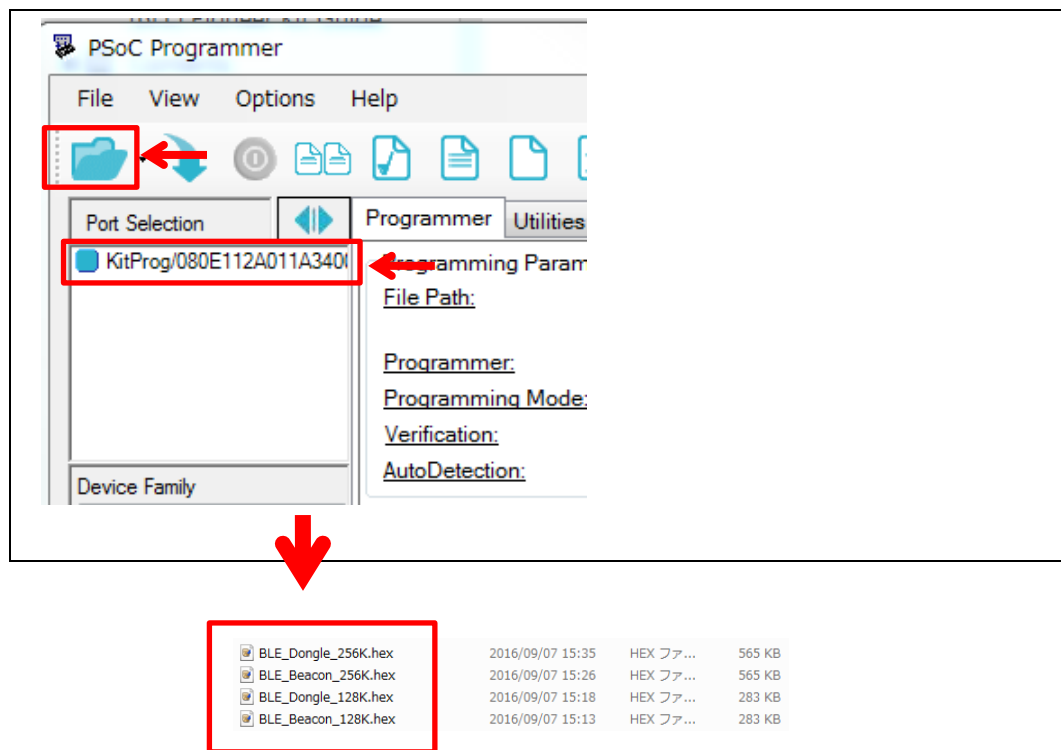 PSoC Programmer
File View Options Help
Port Selection
Programmer Utilities
KitProg/080E112A011A340
Programming Param
File Path:
Programmer:
Programming Mode:
Verification:
AutoDetection:
Device Family
BLE_Dongle_256K.hex 2016/09/07 15:35 HEX ファ... 565 KB
BLE_Beacon_256K.hex 2016/09/07 15:26 HEX ファ... 565 KB
BLE_Dongle_128K.hex 2016/09/07 15:18 HEX ファ... 283 KB
BLE_Beacon_128K.hex 2016/09/07 15:13 HEX ファ... 283 KB